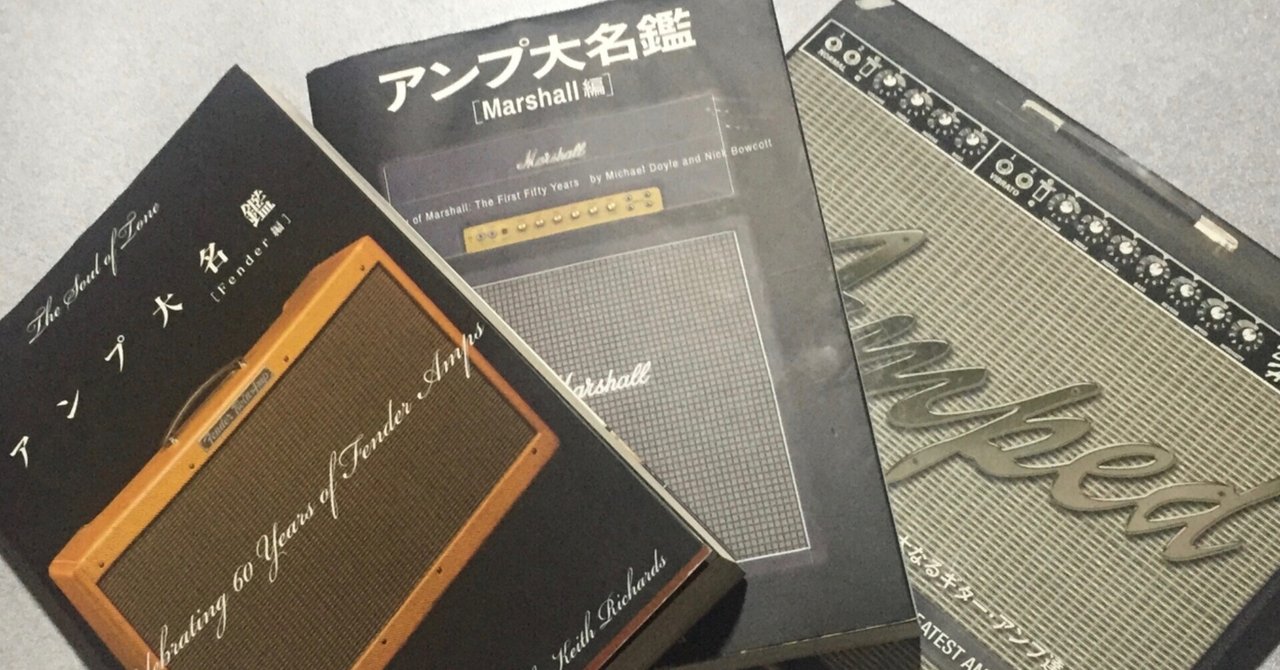 The Soul of Tone
アンプ大名鑑
[Fender編]
Celebrating 60 Years of Fender Amps
Keith Richards
アンプ大名鑑
[Marshall編]
Marshall
of Marshall: The First Fifty Years by Michael Doyle and Nick Bowcott
Marshall
NORMAL
VIBRATO
Amped
大なるギター・アンプ